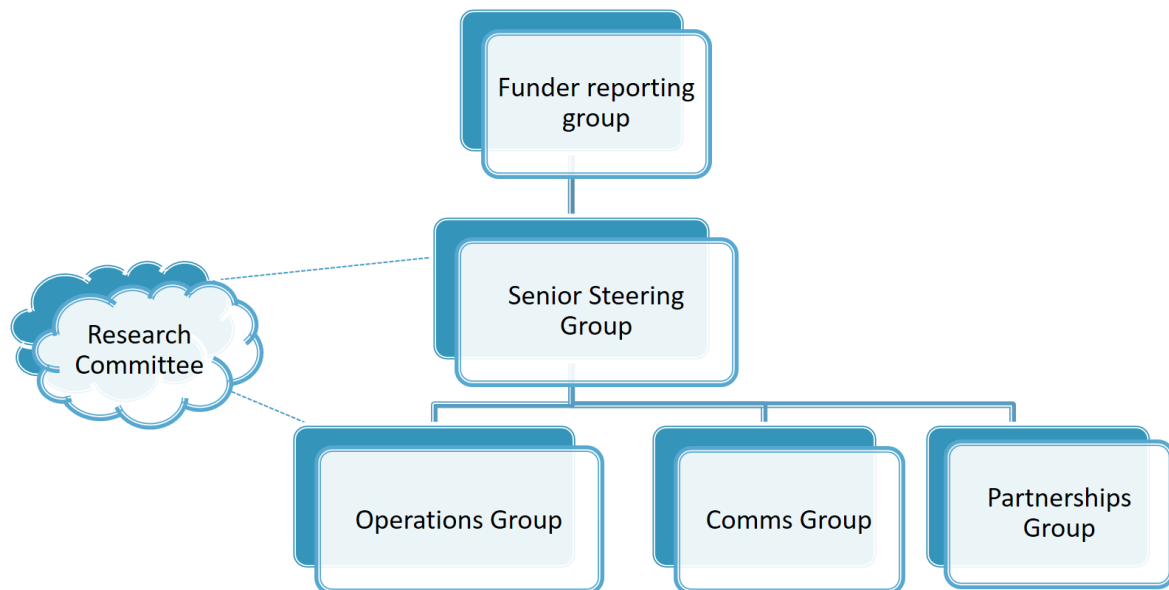 Funder reporting
group
Senior Steering
Group
Research
Committee
Operations Group
Comms Group
Partnerships
Group